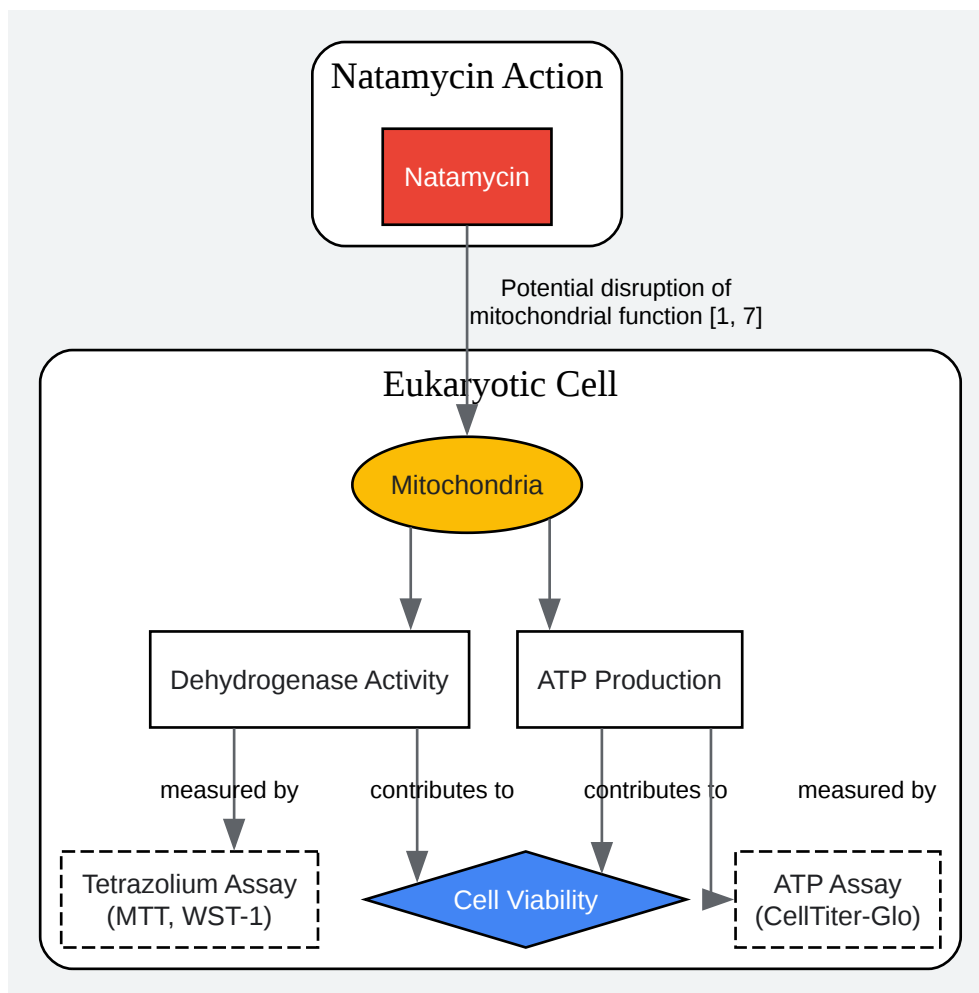 Natamycin Action
Natamycin
Potential disruption of
mitochondrial function [1, 7]
Eukaryotic Cell
Mitochondria
Dehydrogenase Activity
ATP Production
measured by
contributes to
contributes to
measured by
Tetrazolium Assay
(MTT, WST-1)
Cell Viability
ATP Assay
(CellTiter-Glo)